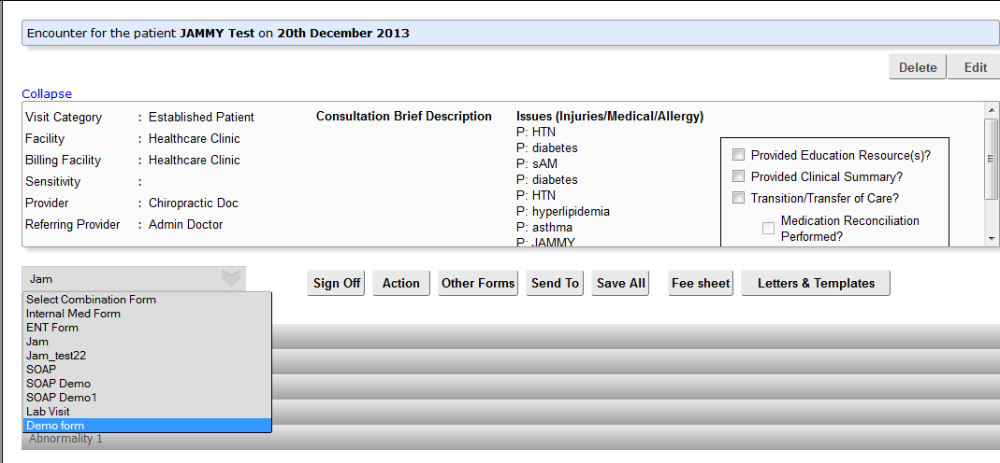 Encounter for the patient JAMMY Test on 20th December 2013
Delete Edit
Collapse
Visit Category : Established Patient
Facility : Healthcare Clinic
Billing Facility : Healthcare Clinic
Sensitivity :
Provider : Chiropractic Doc
Referring Provider : Admin Doctor
Consultation Brief Description
Issues (Injuries/Medical/Allergy)
P: HTN
P: diabetes
P: sAM
P: diabetes
P: HTN
P: hyperlipidemia
P: asthma
P: JAMMY
Provided Education Resource(s)?
Provided Clinical Summary?
Transition/Transfer of Care?
Medication Reconciliation
Performed?
Jam
Sign Off Action Other Forms Send To Save All Fee sheet Letters & Templates
Select Combination Form
Internal Med Form
ENT Form
Jam
Jam_test22
SOAP
SOAP Demo
SOAP Demo1
Lab Visit
Demo form
Abnormality 1